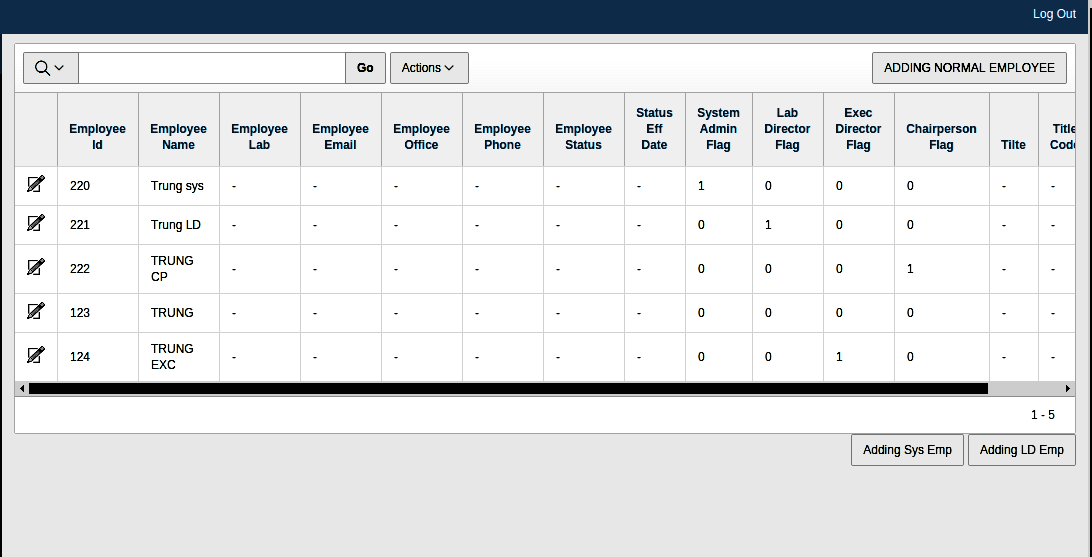 Log Out
Go Actions ADDING NORMAL EMPLOYEE
Employee Id Employee Name Employee Lab Employee Email Employee Office Employee Phone Employee Status Status Eff Date System Admin Flag Lab Director Flag Exec Director Flag Chairperson Flag Tilte Title Code
220 Trung sys - - - - - - - 1 0 0 0 - -
221 Trung LD - - - - - - - 0 1 0 0 - -
222 TRUNG CP - - - - - - - 0 0 0 1 - -
123 TRUNG - - - - - - - 0 0 0 0 - -
124 TRUNG EXC - - - - - - - 0 0 1 0 - -
1 - 5
Adding Sys Emp Adding LD Emp